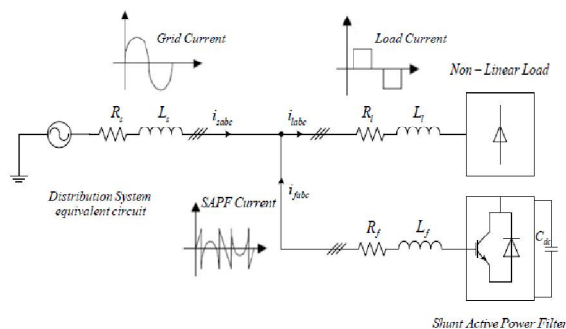 Grid Current
Load Current
Non – Linear Load
R_s
L_s
i_sabc
i_labc
R_l
L_l
Distribution System
equivalent circuit
SAPF Current
i_fabc
R_f
L_f
C_dc
Shunt Active Power Filter